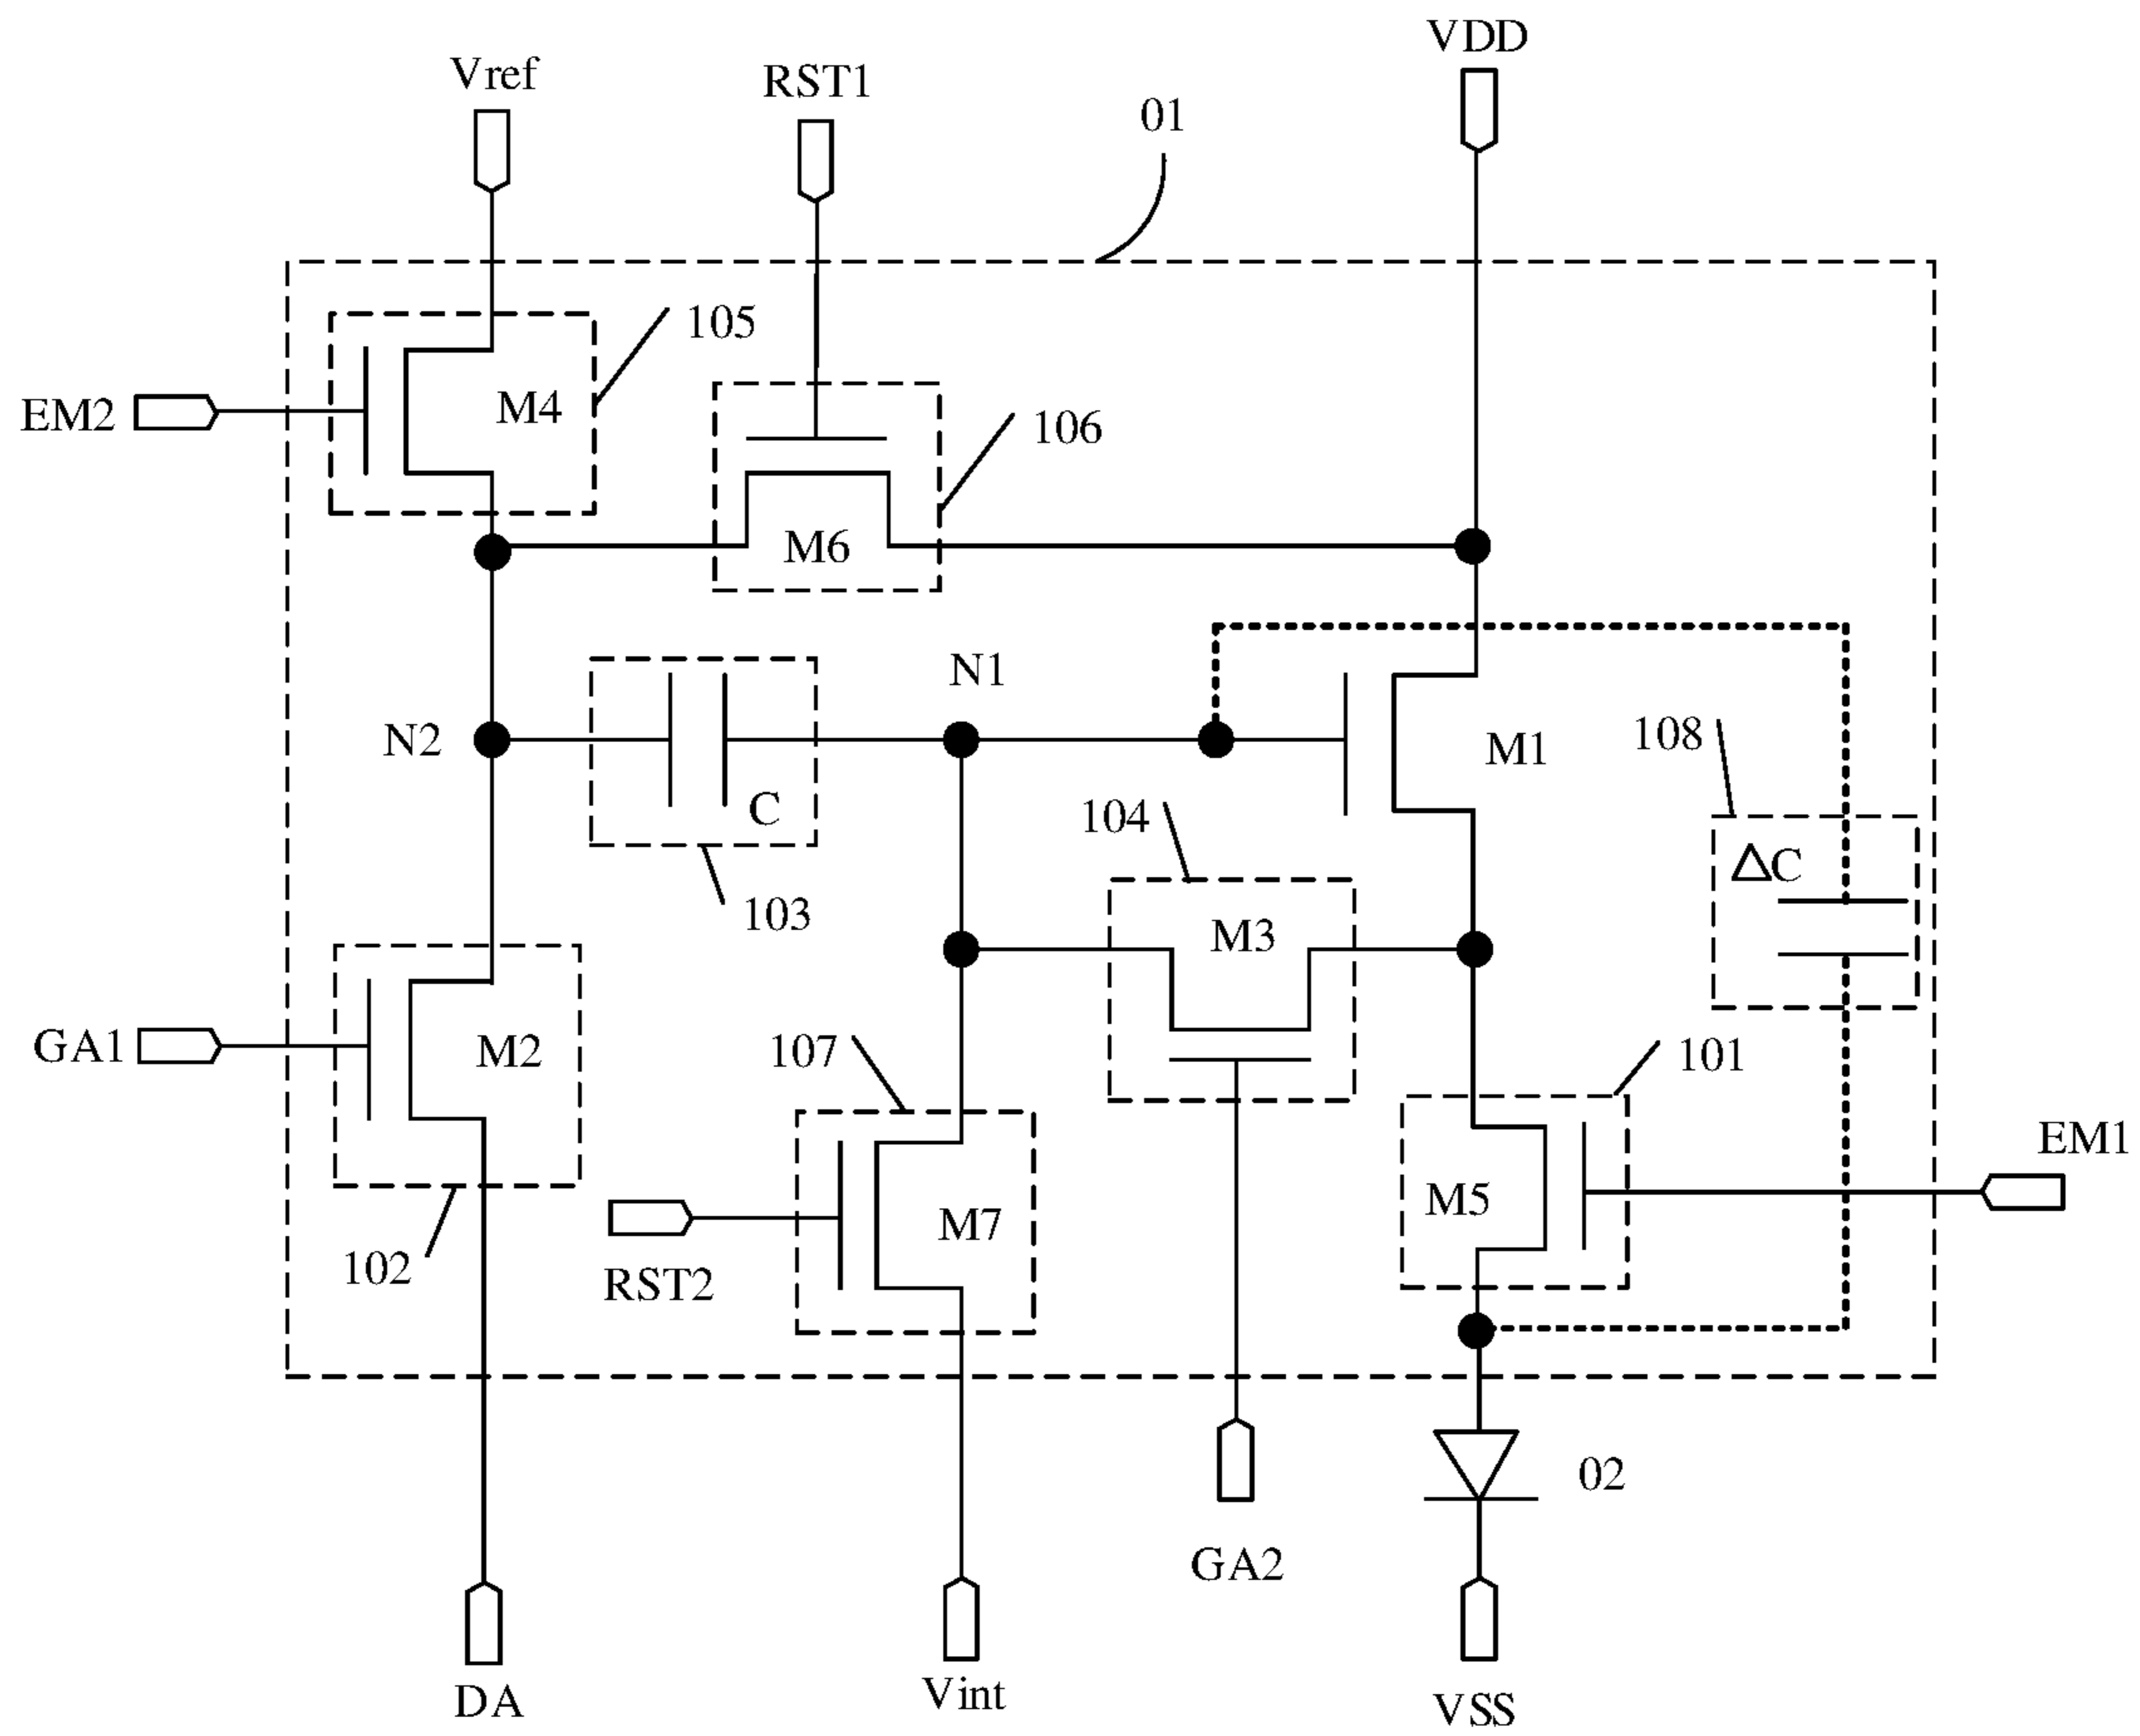 VDD
Vref
RST1
01
105
EM2
M4
106
M6
N1
N2
M1
108
C
104
ΔC
103
M3
GA1
M2
107
101
EM1
M5
M7
102
RST2
02
GA2
DA
Vint
VSS